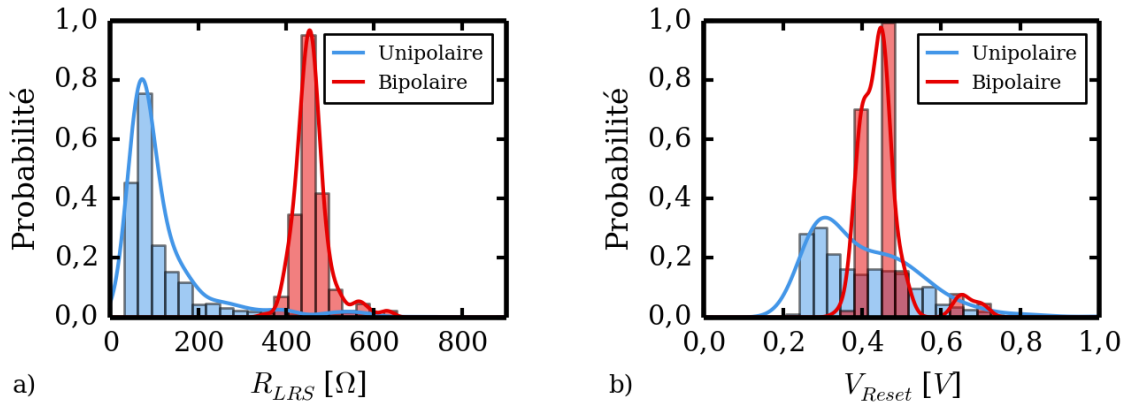 Probabilité
1,0
0,8
0,6
0,4
0,2
0,0
Unipolaire
Bipolaire
0 200 400 600 800
R_LRS [Ω]
a)
Probabilité
1,0
0,8
0,6
0,4
0,2
0,0
Unipolaire
Bipolaire
0,0 0,2 0,4 0,6 0,8 1,0
V_Reset [V]
b)